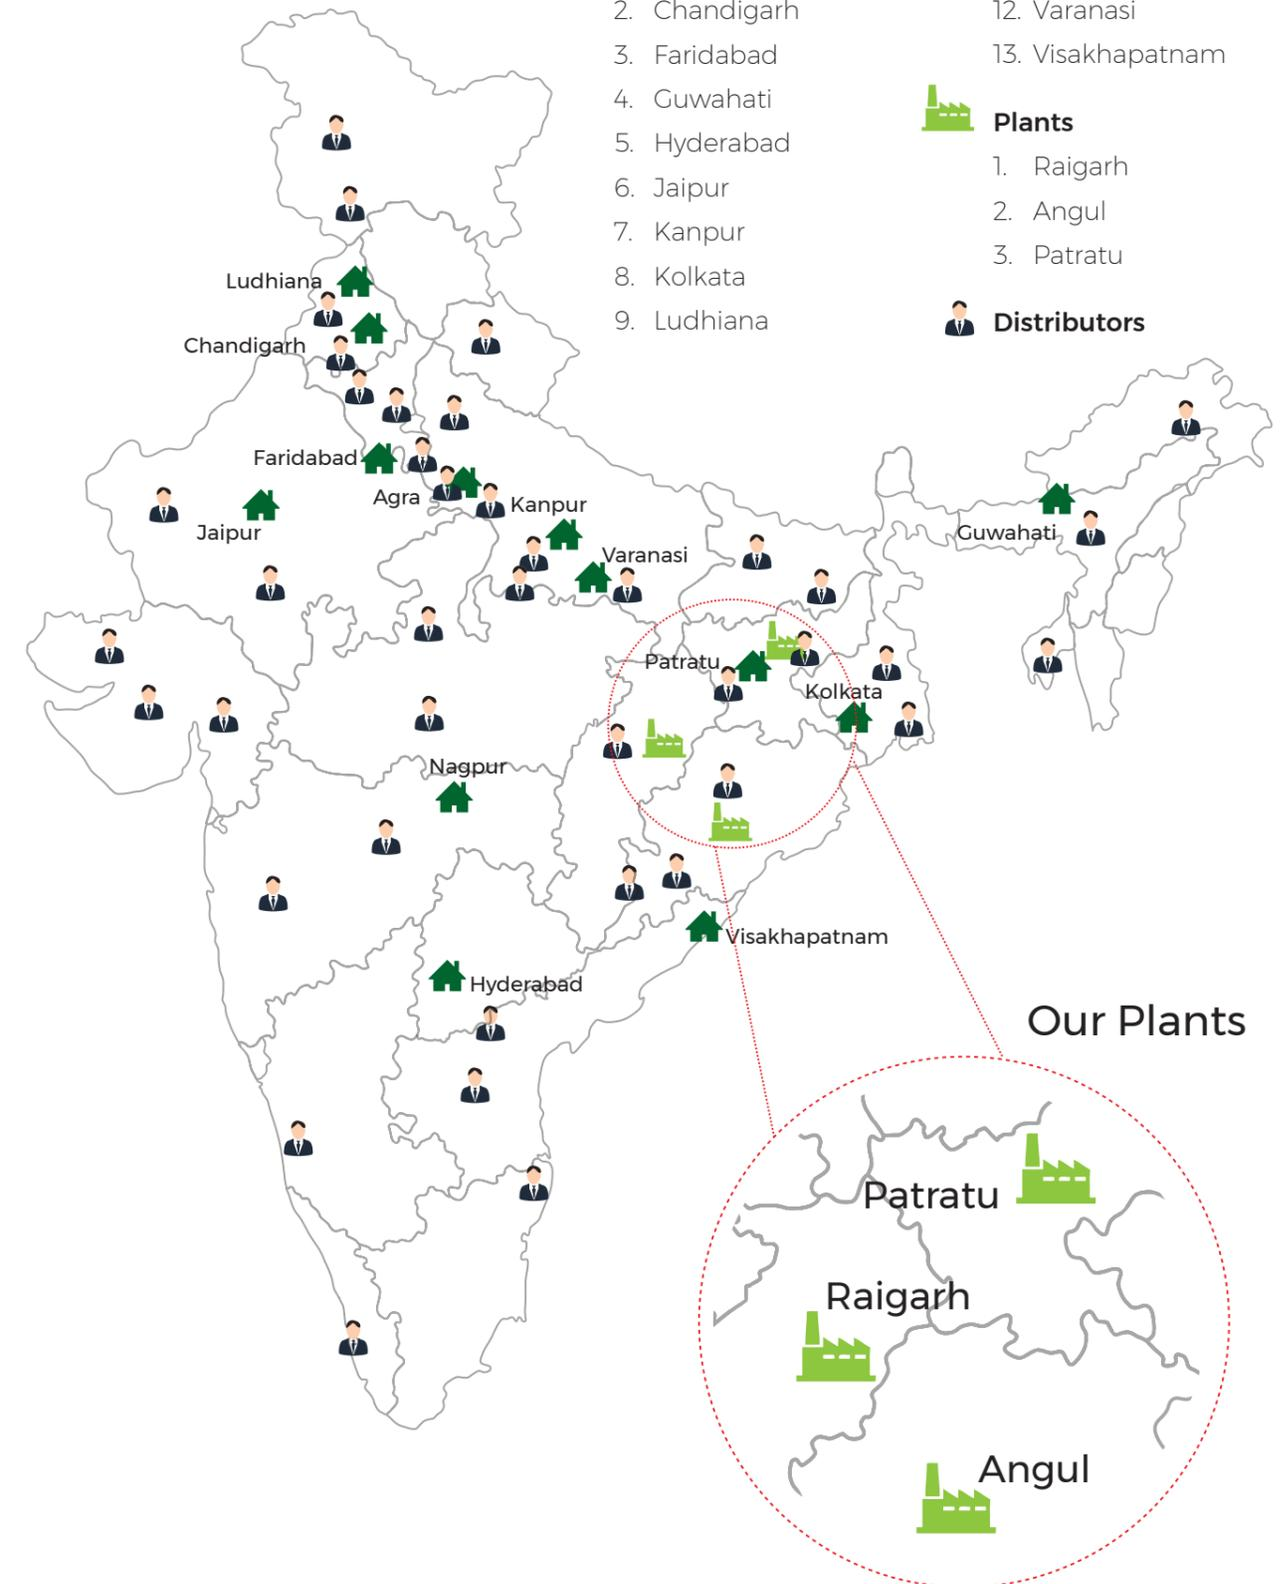 2. Chandigarh
3. Faridabad
4. Guwahati
5. Hyderabad
6. Jaipur
7. Kanpur
8. Kolkata
9. Ludhiana
12. Varanasi
13. Visakhapatnam
Plants
1. Raigarh
2. Angul
3. Patratu
Distributors
Ludhiana
Chandigarh
Faridabad
Agra
Kanpur
Jaipur
Varanasi
Guwahati
Patratu
Kolkata
Nagpur
Visakhapatnam
Hyderabad
Our Plants
Patratu
Raigarh
Angul